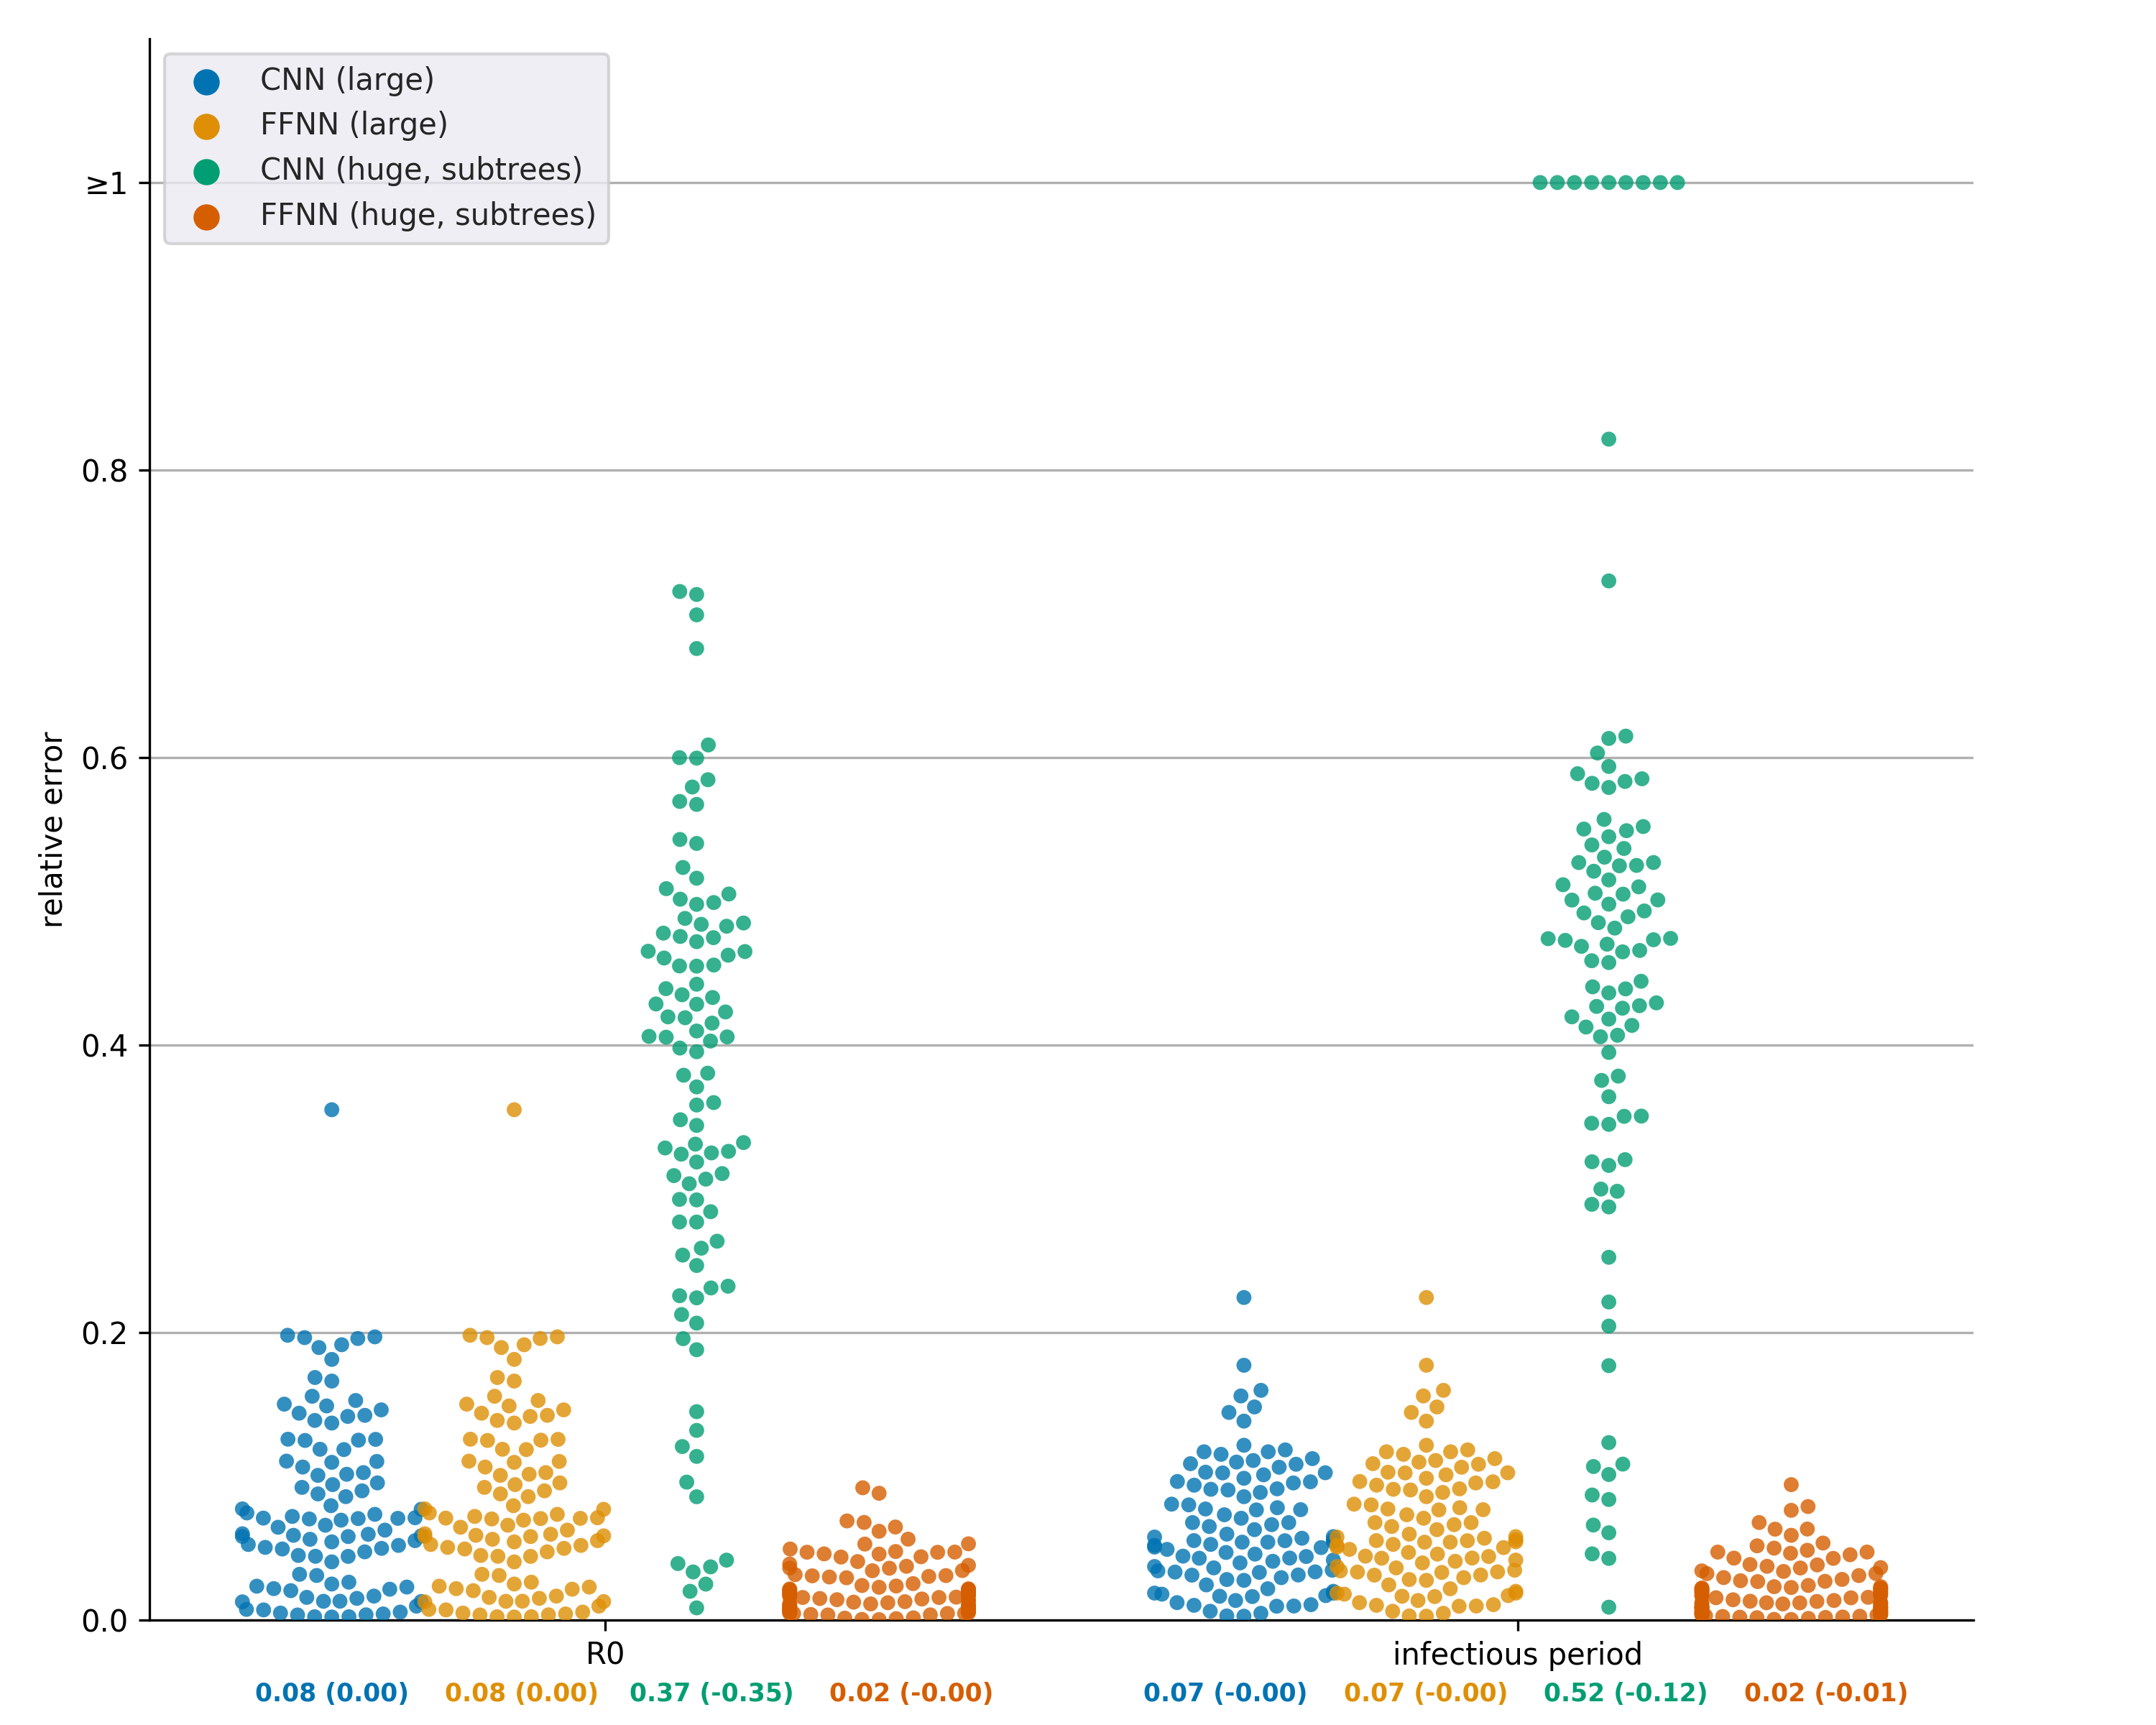 CNN (large)
FFNN (large)
CNN (huge, subtrees)
FFNN (huge, subtrees)
≥1
0.8
0.6
0.4
0.2
0.0
relative error
R0
infectious period
0.08 (0.00)
0.08 (0.00)
0.37 (-0.35)
0.02 (-0.00)
0.07 (-0.00)
0.07 (-0.00)
0.52 (-0.12)
0.02 (-0.01)